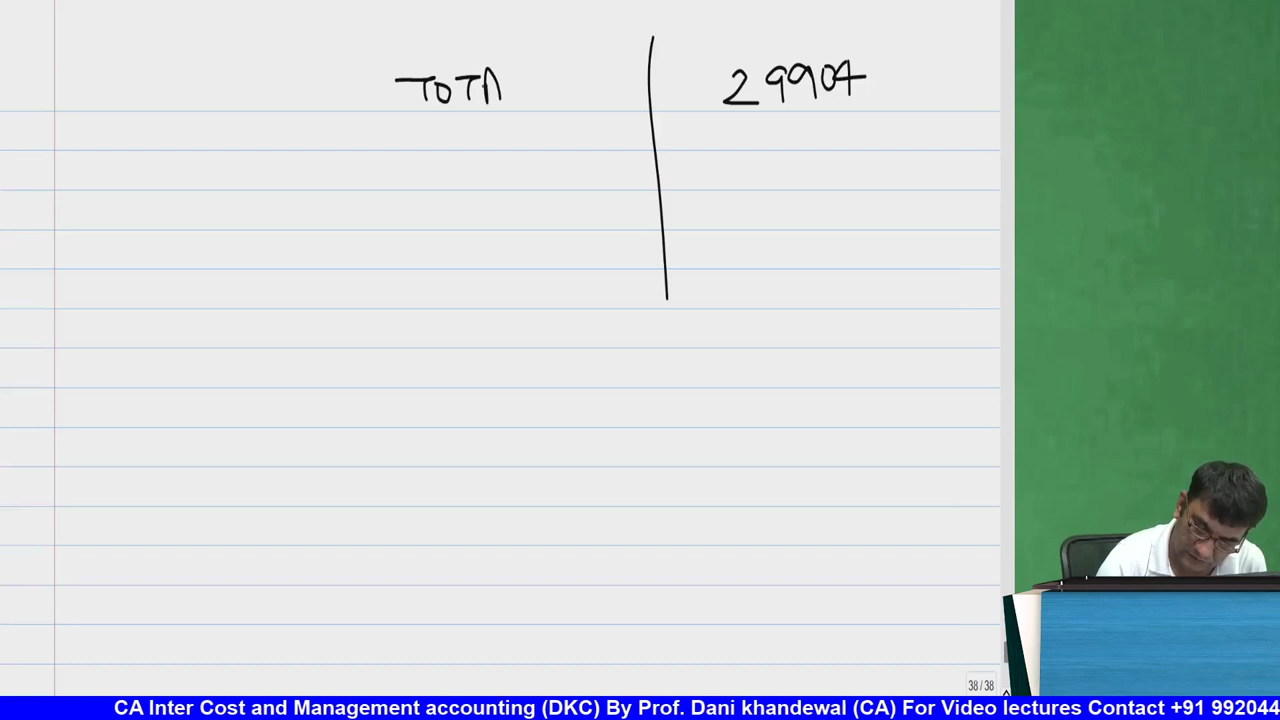 TOTA 29904
38 / 38
CA Inter Cost and Management accounting (DKC) By Prof. Dani khandewal (CA) For Video lectures Contact +91 992044